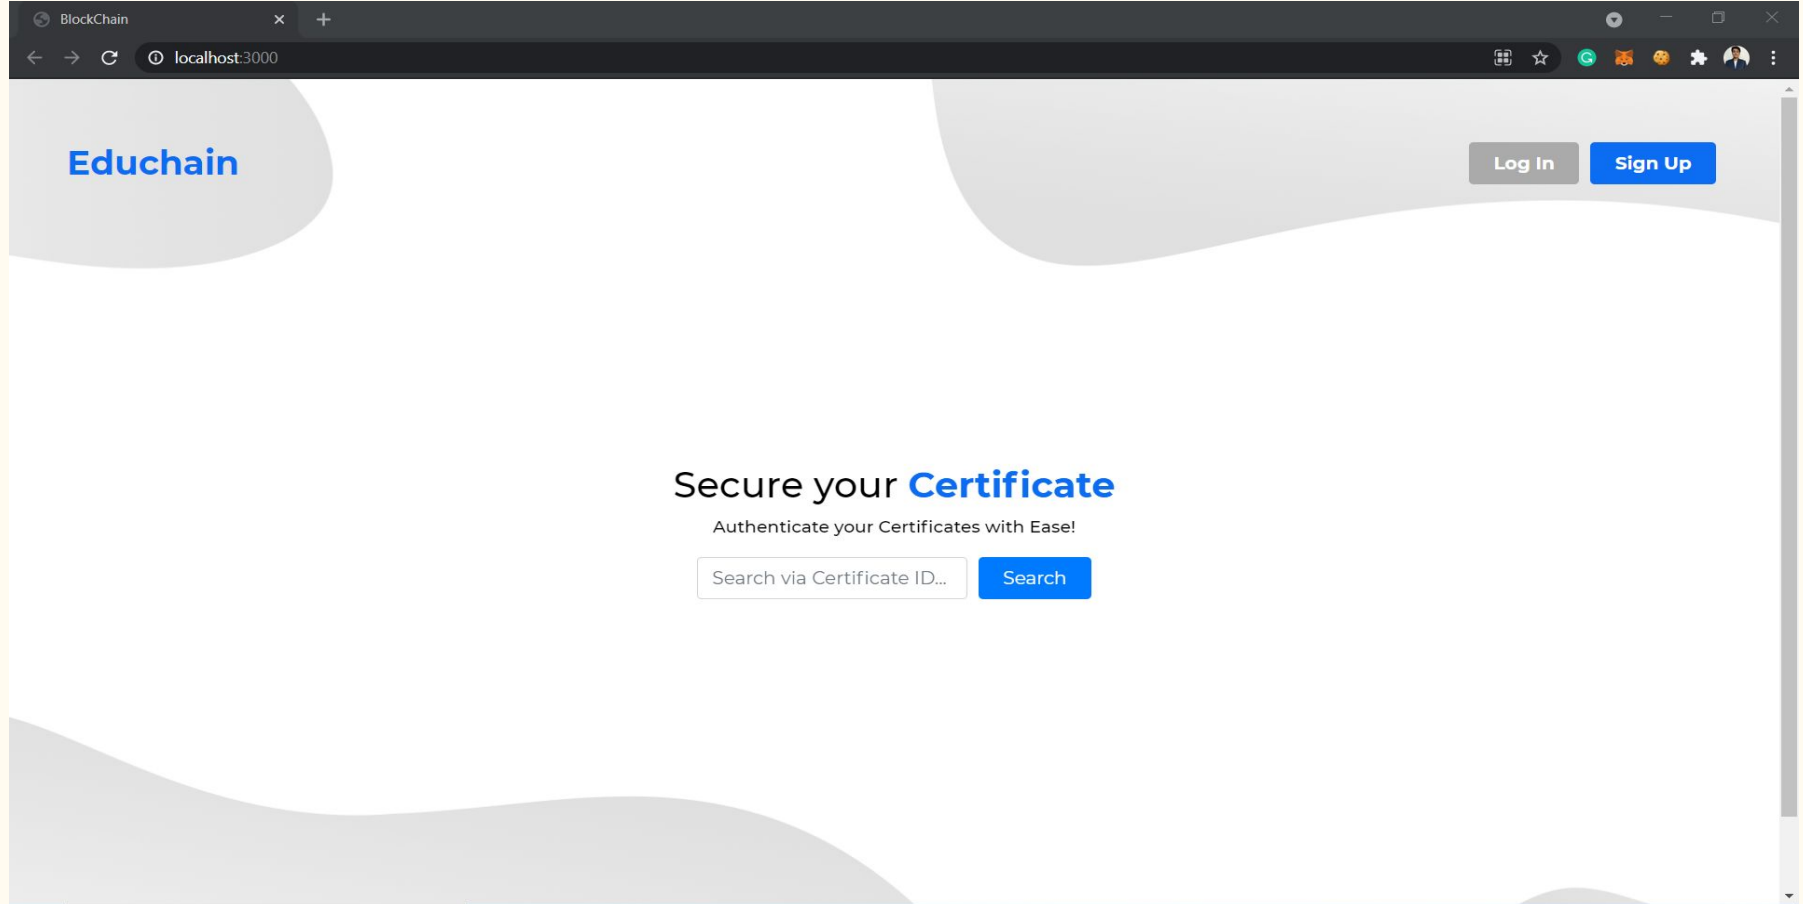 BlockChain
localhost:3000
Educhain
Log In
Sign Up
Secure your Certificate
Authenticate your Certificates with Ease!
Search via Certificate ID...
Search